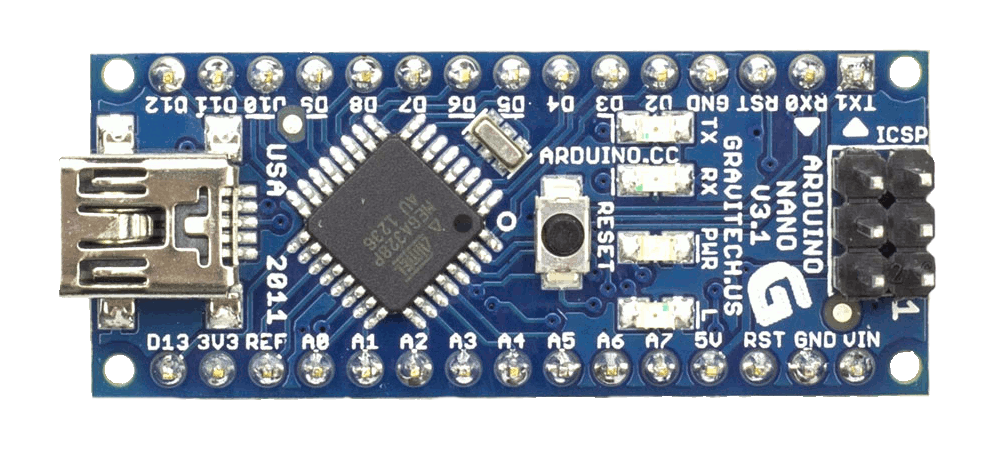 D12
D11
D10
D9
D8
D7
D6
D5
D4
D3
D2
GND
RST
RX0
TX1
ICSP
TX
RX
PWR
L
ARDUINO.CC
RESET
GRAVITECH.US
ARDUINO
NANO
V3.1
G
1
USA
2011
MEGA328P
AU 1236
D13
3V3
REF
A0
A1
A2
A3
A4
A5
A6
A7
5V
RST
GND
VIN